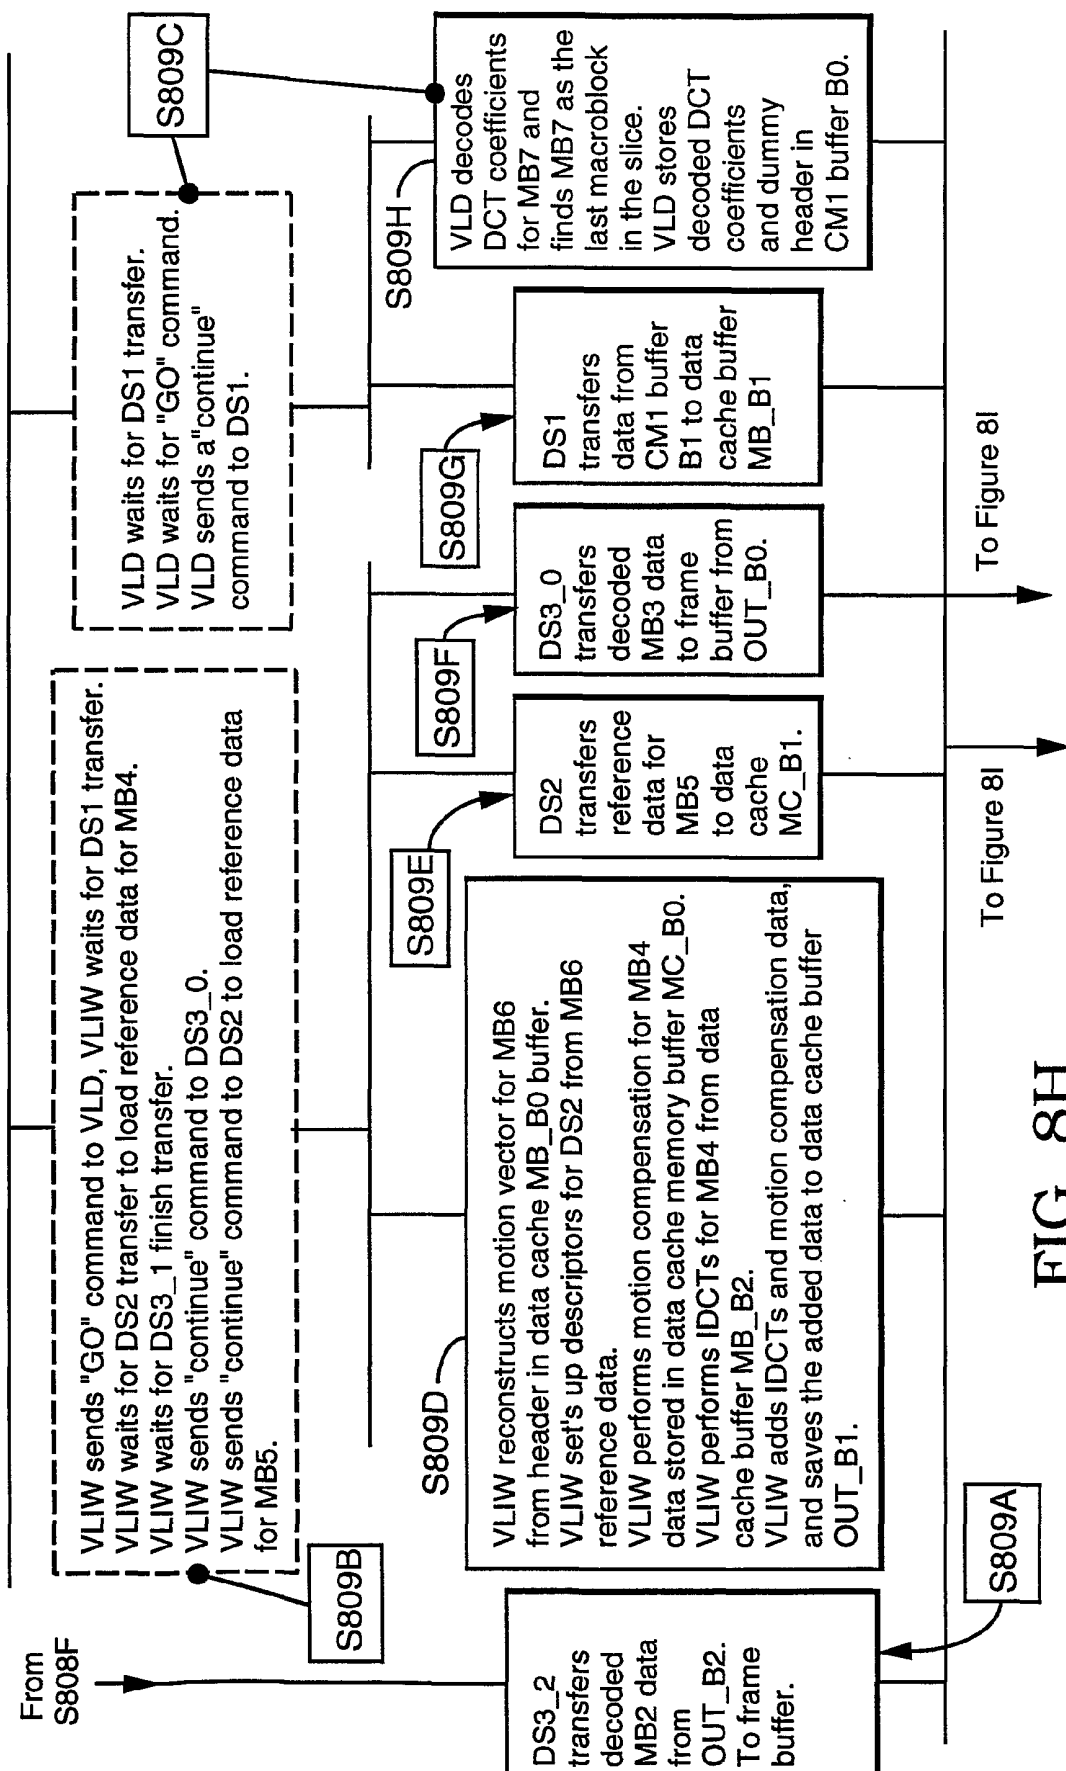 From
S808F
VLIW sends "GO" command to VLD, VLIW waits for DS1 transfer.
VLIW waits for DS2 transfer to load reference data for MB4.
VLIW waits for DS3_1 finish transfer.
VLIW sends "continue" command to DS3_0.
VLIW sends "continue" command to DS2 to load reference data
for MB5.
S809B
VLD waits for DS1 transfer.
VLD waits for "GO" command.
VLD sends a"continue"
command to DS1.
S809C
DS3_2
transfers
decoded
MB2 data
from
OUT_B2.
To frame
buffer.
S809A
S809D
VLIW reconstructs motion vector for MB6
from header in data cache MB_B0 buffer.
VLIW set's up descriptors for DS2 from MB6
reference data.
VLIW performs motion compensation for MB4
data stored in data cache memory buffer MC_B0.
VLIW performs IDCTs for MB4 from data
cache buffer MB_B2.
VLIW adds IDCTs and motion compensation data,
and saves the added data to data cache buffer
OUT_B1.
S809E
DS2
transfers
reference
data for
MB5
to data
cache
MC_B1.
S809F
DS3_0
transfers
decoded
MB3 data
to frame
buffer from
OUT_B0.
S809G
DS1
transfers
data from
CM1 buffer
B1 to data
cache buffer
MB_B1
S809H
VLD decodes
DCT coefficients
for MB7 and
finds MB7 as the
last macroblock
in the slice.
VLD stores
decoded DCT
coefficients
and dummy
header in
CM1 buffer B0.
To Figure 8I
To Figure 8I
FIG. 8H